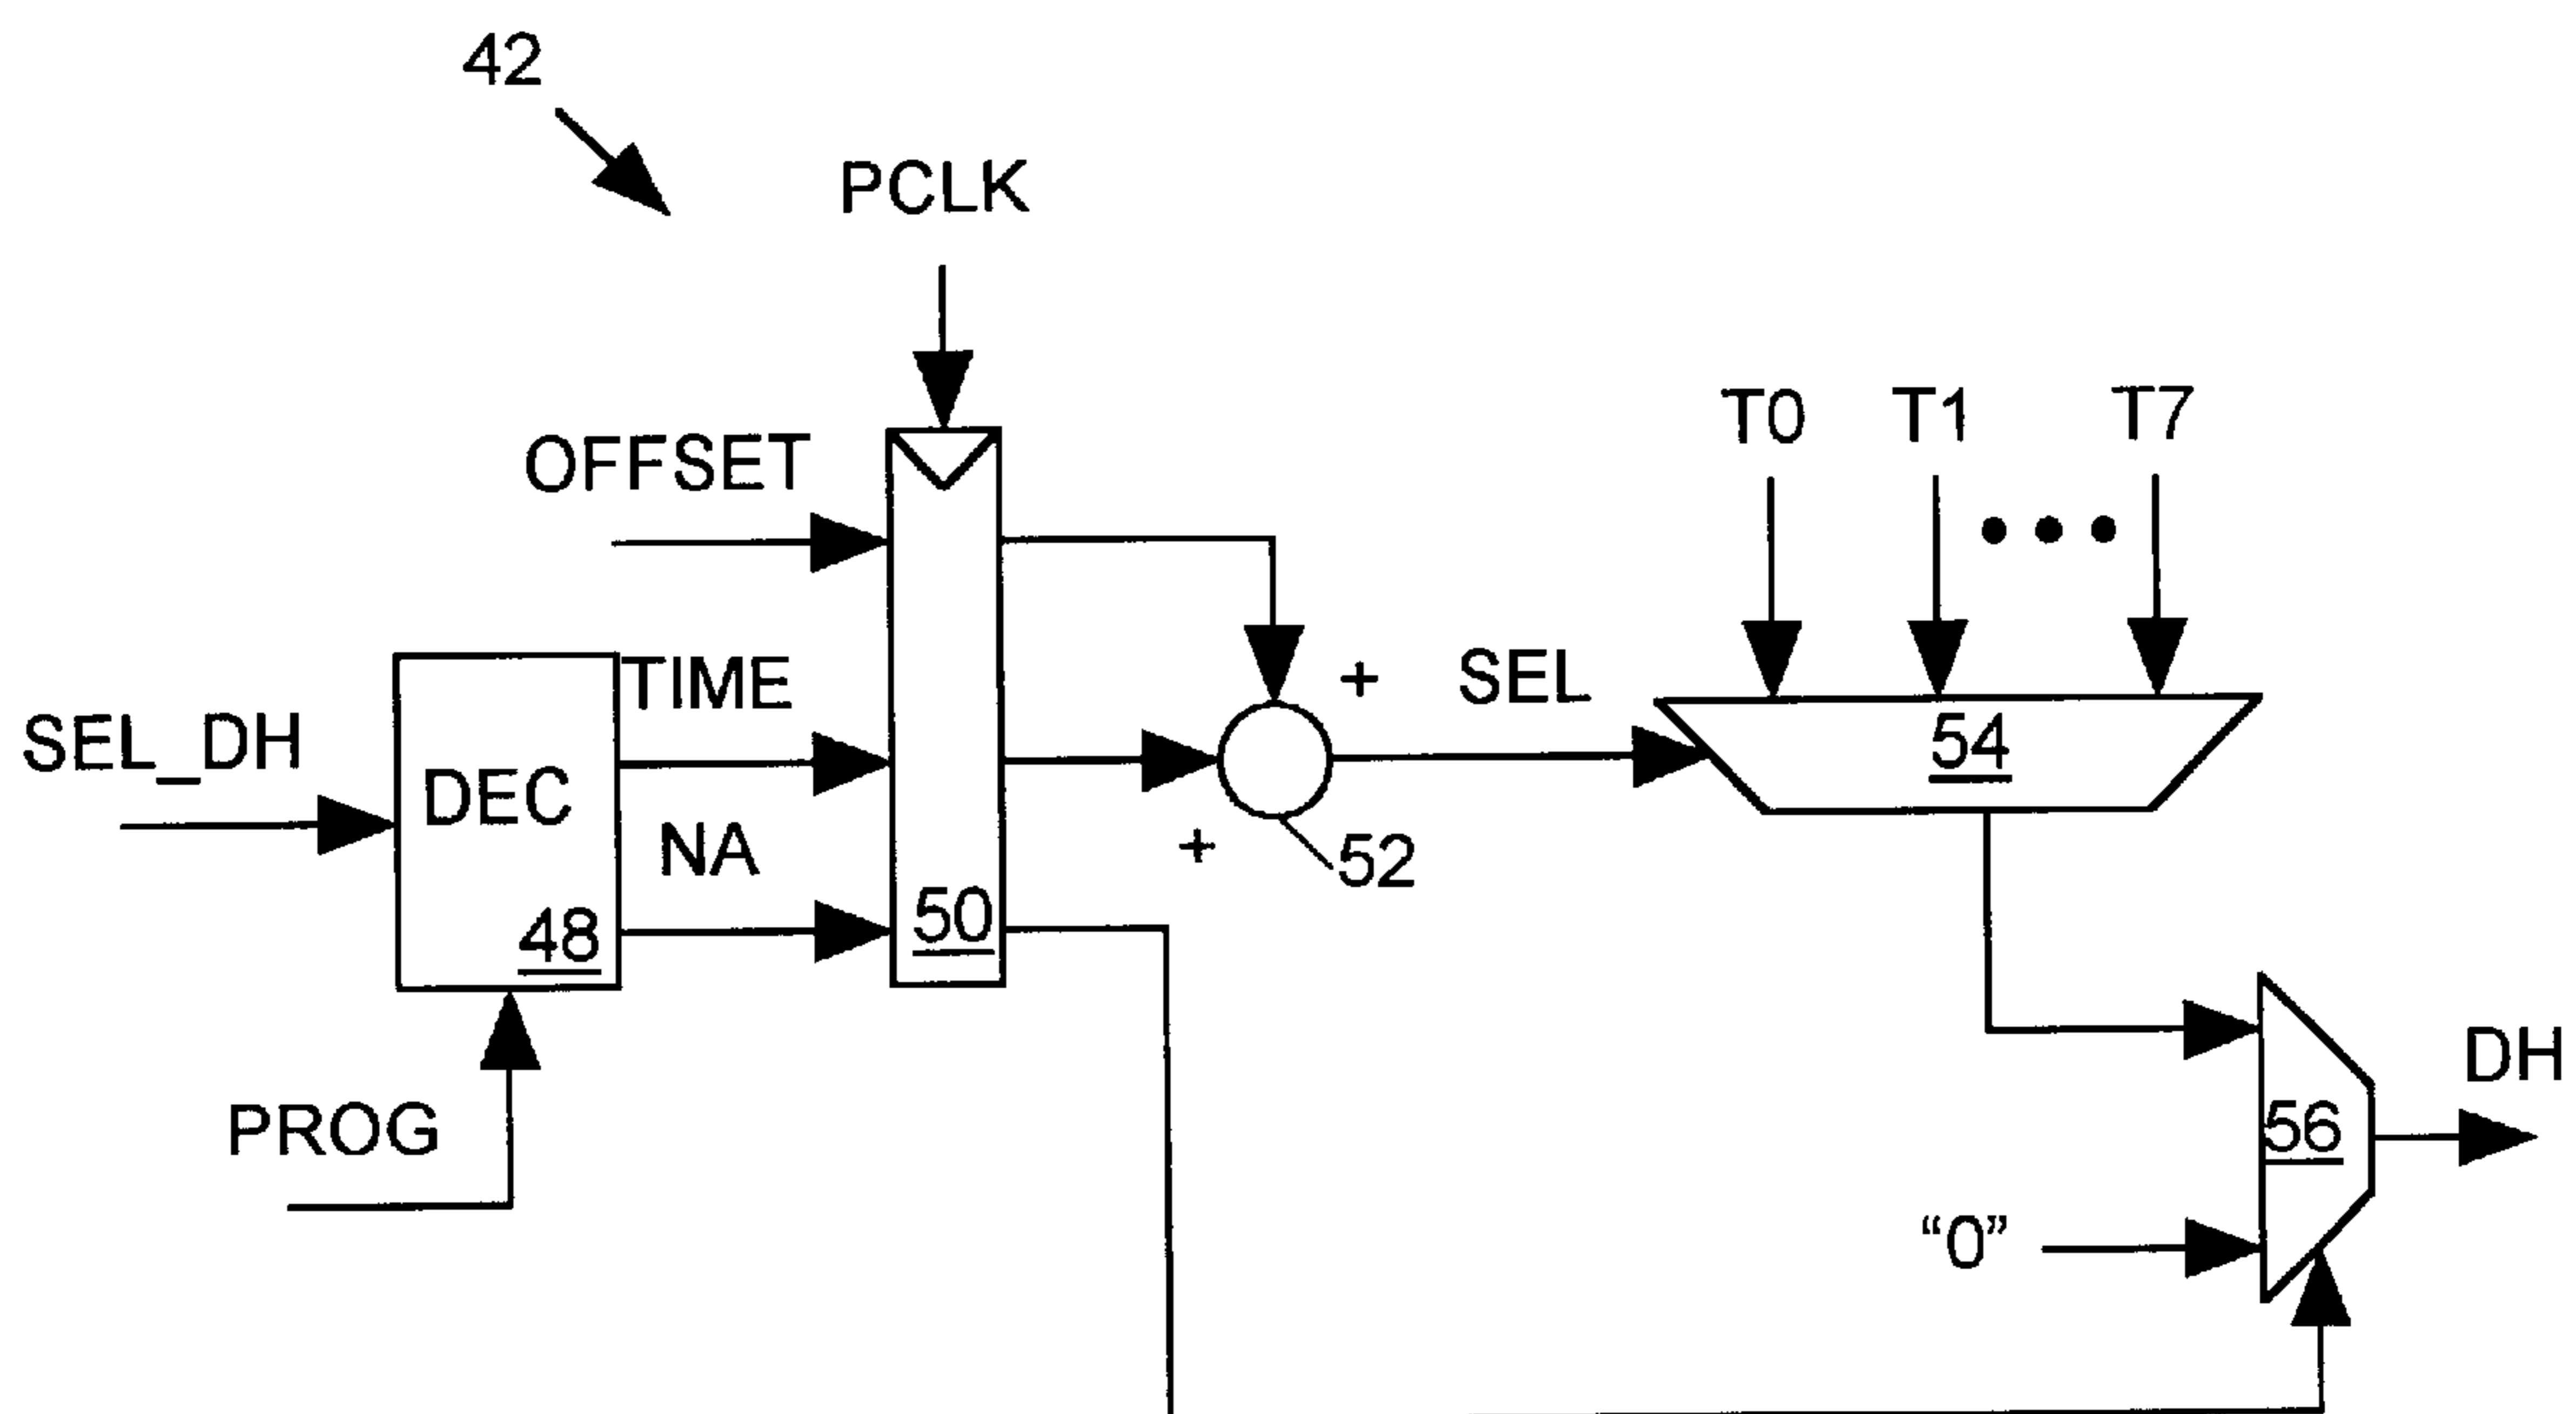 42
PCLK
T0 T1 T7
OFFSET
TIME
+ SEL
SEL_DH
54
DEC
NA
+ 52
48
50
DH
PROG
56
“0”